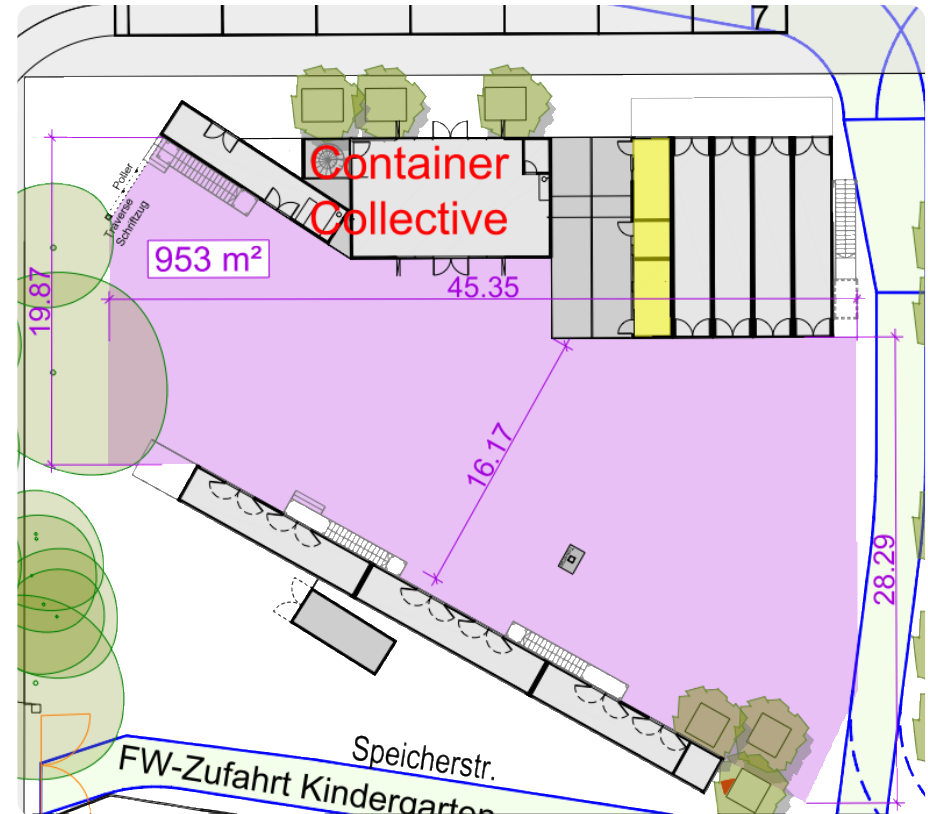 7
Container
Collective
Poller
Traverse
Schriftzug
953 m²
19.87
45.35
16.17
28.29
Speicherstr.
FW-Zufahrt Kindergarten